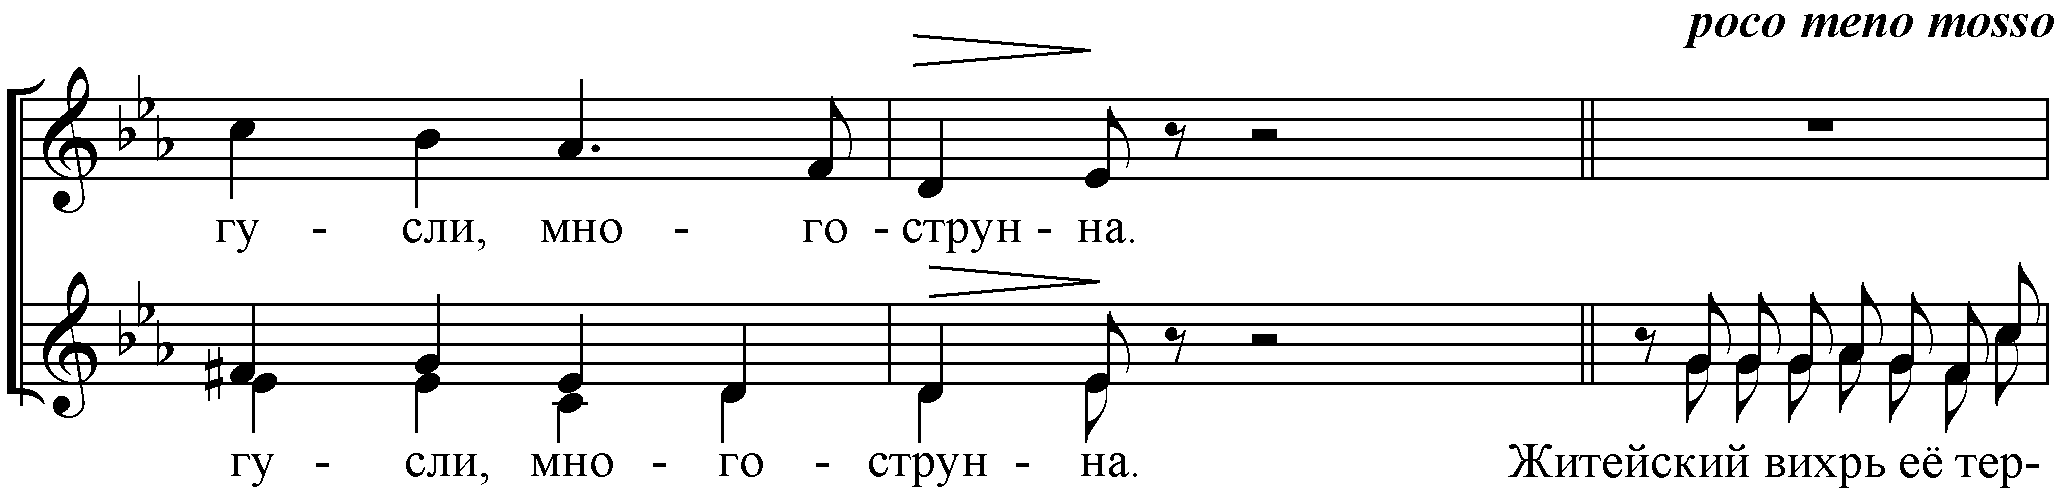 poco meno mosso
гу - сли, мно - го - струн - на.
гу - сли, мно - го - струн - на. Житейский вихрь её тер-